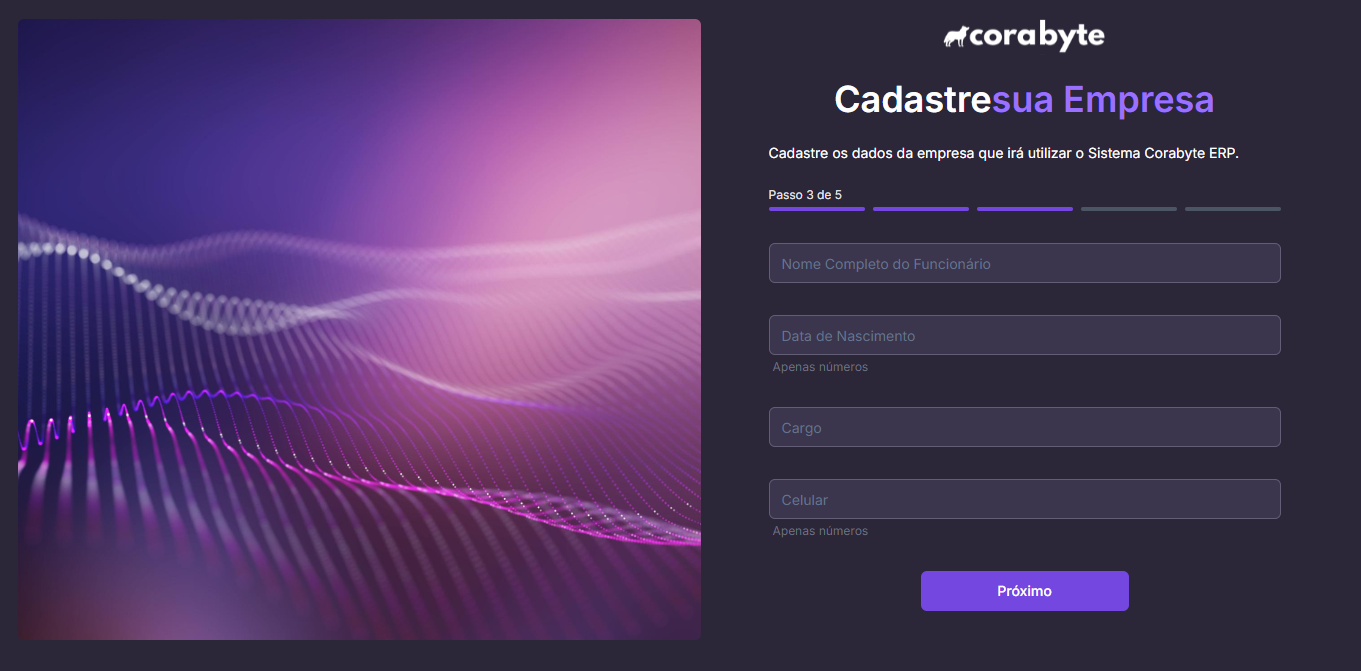 corabyte
Cadastresua Empresa
Cadastre os dados da empresa que irá utilizar o Sistema Corabyte ERP.
Passo 3 de 5
Nome Completo do Funcionário
Data de Nascimento
Apenas números
Cargo
Celular
Apenas números
Próximo